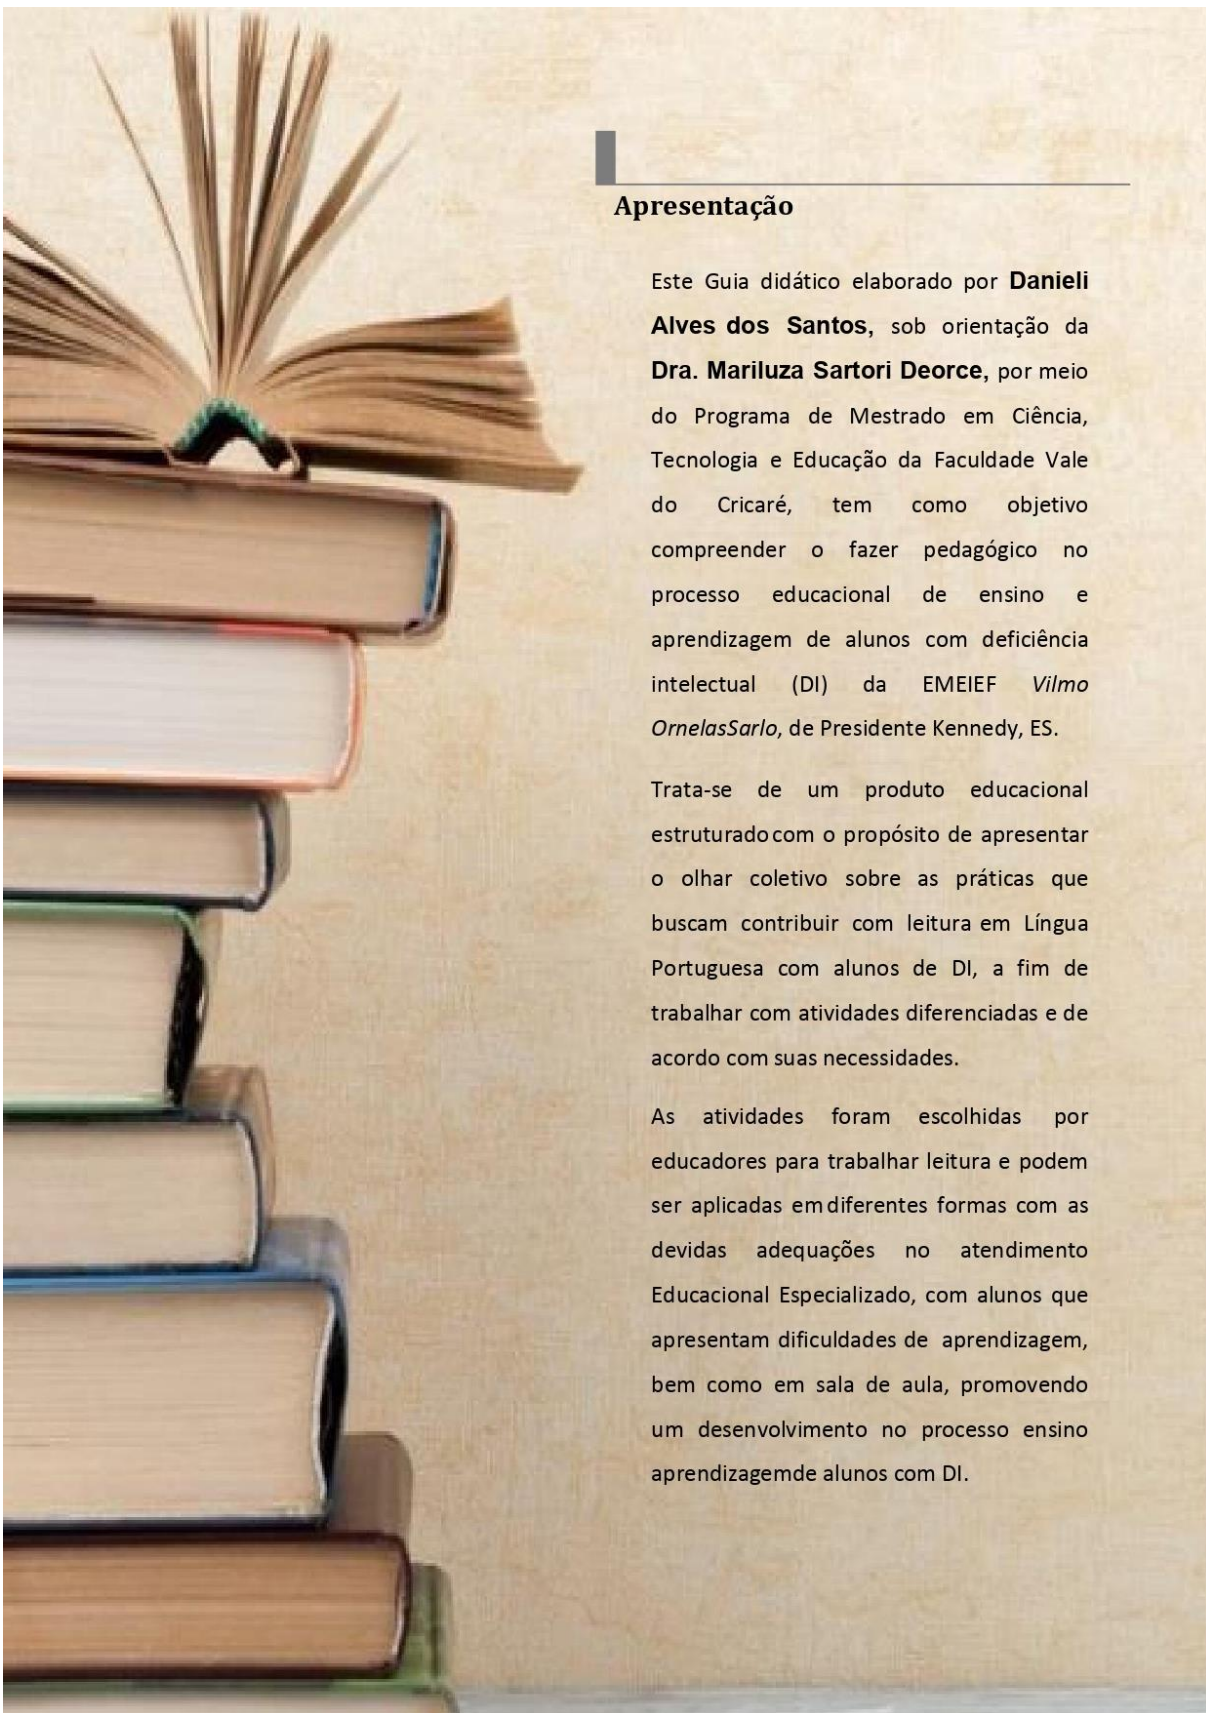 Apresentação
Este Guia didático elaborado por Danieli
Alves dos Santos, sob orientação da
Dra. Mariluza Sartori Deorce, por meio
do Programa de Mestrado em Ciência,
Tecnologia e Educação da Faculdade Vale
do Cricaré, tem como objetivo
compreender o fazer pedagógico no
processo educacional de ensino e
aprendizagem de alunos com deficiência
intelectual (DI) da EMEIEF Vilmo
OrnelasSarlo, de Presidente Kennedy, ES.
Trata-se de um produto educacional
estruturadocom o propósito de apresentar
o olhar coletivo sobre as práticas que
buscam contribuir com leitura em Língua
Portuguesa com alunos de DI, a fim de
trabalhar com atividades diferenciadas e de
acordo com suas necessidades.
As atividades foram escolhidas por
educadores para trabalhar leitura e podem
ser aplicadas emdiferentes formas com as
devidas adequações no atendimento
Educacional Especializado, com alunos que
apresentam dificuldades de aprendizagem,
bem como em sala de aula, promovendo
um desenvolvimento no processo ensino
aprendizagemde alunos com DI.